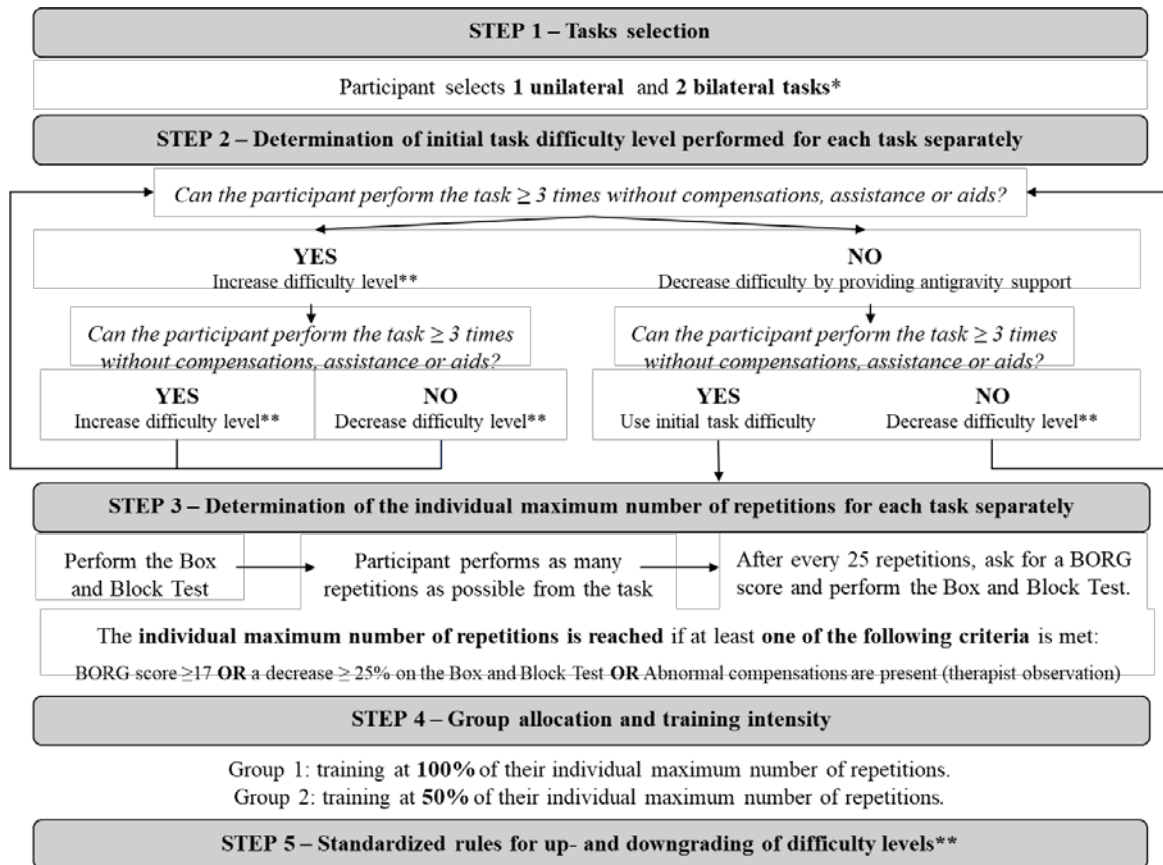 STEP 1 – Tasks selection
Participant selects 1 unilateral and 2 bilateral tasks*
STEP 2 – Determination of initial task difficulty level performed for each task separately
Can the participant perform the task ≥ 3 times without compensations, assistance or aids?
YES
Increase difficulty level**
NO
Decrease difficulty by providing antigravity support
Can the participant perform the task ≥ 3 times
without compensations, assistance or aids?
Can the participant perform the task ≥ 3 times
without compensations, assistance or aids?
YES
Increase difficulty level**
NO
Decrease difficulty level**
YES
Use initial task difficulty
NO
Decrease difficulty level**
STEP 3 – Determination of the individual maximum number of repetitions for each task separately
Perform the Box
and Block Test
Participant performs as many
repetitions as possible from the task
After every 25 repetitions, ask for a BORG
score and perform the Box and Block Test.
The individual maximum number of repetitions is reached if at least one of the following criteria is met:
BORG score ≥17 OR a decrease ≥ 25% on the Box and Block Test OR Abnormal compensations are present (therapist observation)
STEP 4 – Group allocation and training intensity
Group 1: training at 100% of their individual maximum number of repetitions.
Group 2: training at 50% of their individual maximum number of repetitions.
STEP 5 – Standardized rules for up- and downgrading of difficulty levels**